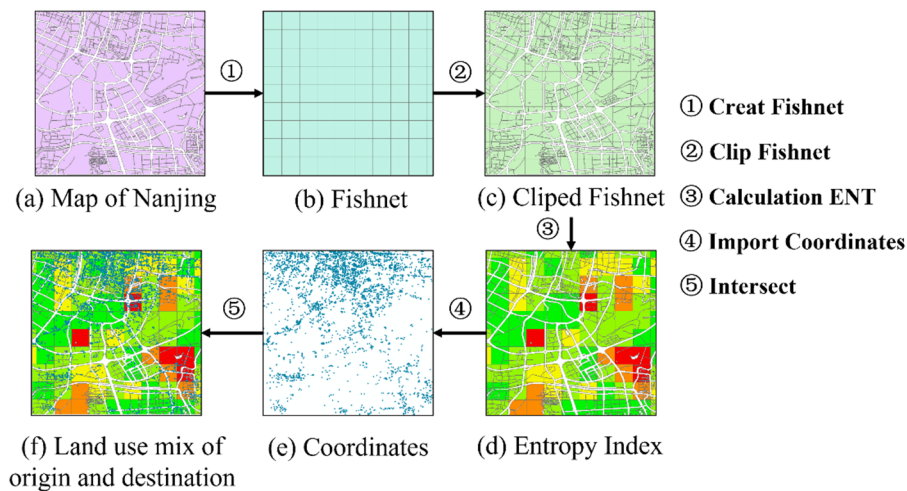 ①
②
(a) Map of Nanjing
(b) Fishnet
(c) Cliped Fishnet
③
⑤
④
(f) Land use mix of
origin and destination
(e) Coordinates
(d) Entropy Index
① Creat Fishnet
② Clip Fishnet
③ Calculation ENT
④ Import Coordinates
⑤ Intersect